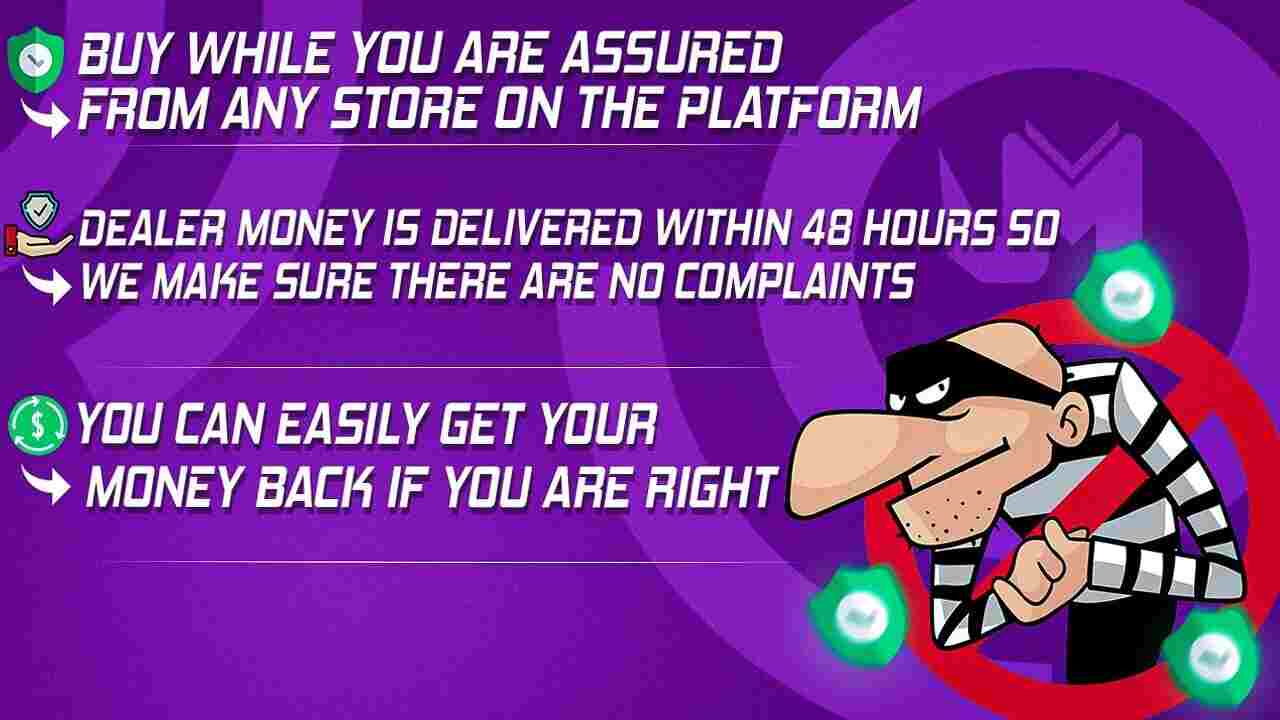 BUY WHILE YOU ARE ASSURED
FROM ANY STORE ON THE PLATFORM
DEALER MONEY IS DELIVERED WITHIN 48 HOURS SO
WE MAKE SURE THERE ARE NO COMPLAINTS
YOU CAN EASILY GET YOUR
MONEY BACK IF YOU ARE RIGHT